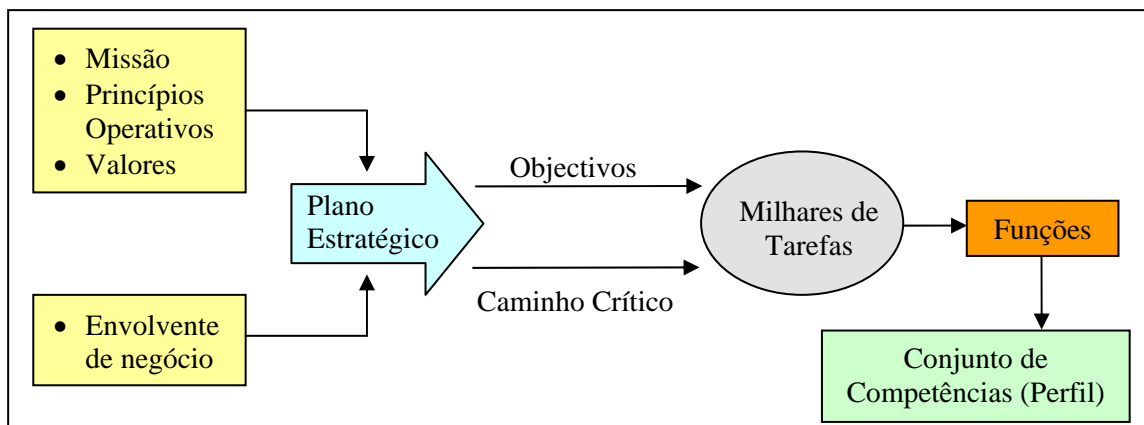 • Missão
• Princípios
Operativos
• Valores
• Envolvente
de negócio
Plano
Estratégico
Objectivos
Caminho Crítico
Milhares de
Tarefas
Funções
Conjunto de
Competências (Perfil)